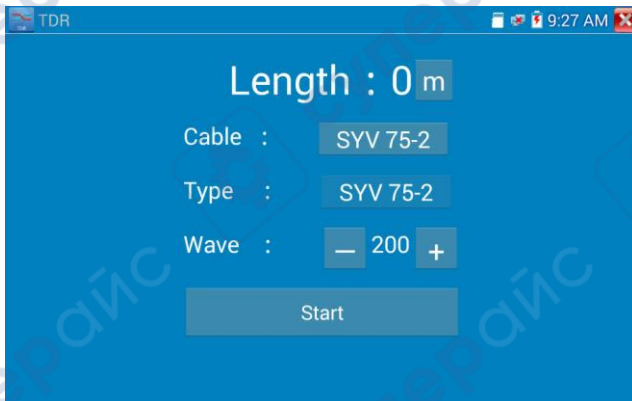 TDR 9:27 AM
Length : 0 m
Cable : SYV 75-2
Type : SYV 75-2
Wave : — 200 +
Start